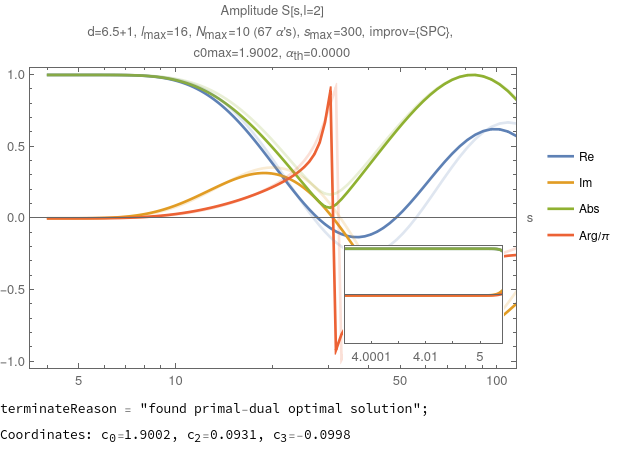 Amplitude S[s,l=2]
d=6.5+1, lmax=16, Nmax=10 (67 α's), smax=300, improv={SPC},
c0max=1.9002, αth=0.0000
1.0
0.5
0.0
−0.5
−1.0
s
Re
Im
Abs
Arg/π
4.0001 4.01 5
5 10 50 100
terminateReason = "found primal-dual optimal solution";
Coordinates: c0=1.9002, c2=0.0931, c3=-0.0998